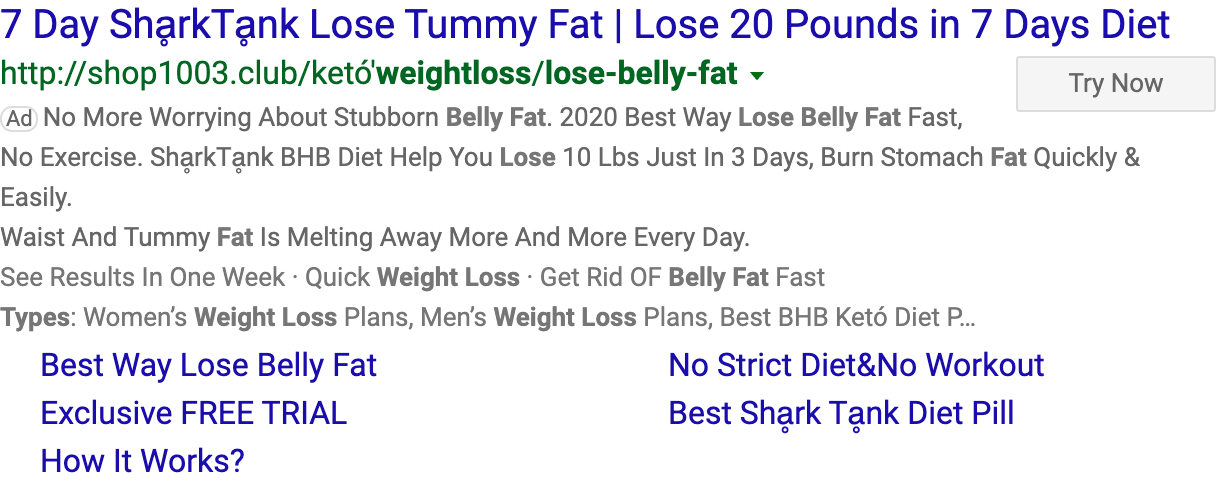 7 Day Shḁrk​Tḁnk Lose Tummy Fat | Lose 20 Pounds in 7 Days Diet
http://shop1003.club/ketó'weightloss/lose-belly-fat
Try Now
Ad No More Worrying About Stubborn Belly Fat. 2020 Best Way Lose Belly Fat Fast,
No Exercise. ShḁrkTḁnk BHB Diet Help You Lose 10 Lbs Just In 3 Days, Burn Stomach Fat Quickly &
Easily.
Waist And Tummy Fat Is Melting Away More And More Every Day.
See Results In One Week · Quick Weight Loss · Get Rid OF Belly Fat Fast
Types: Women’s Weight Loss Plans, Men’s Weight Loss Plans, Best BHB Ketó Diet P...
Best Way Lose Belly Fat
No Strict Diet&No Workout
Exclusive FREE TRIAL
Best Shḁrk Tḁnk Diet Pill
How It Works?